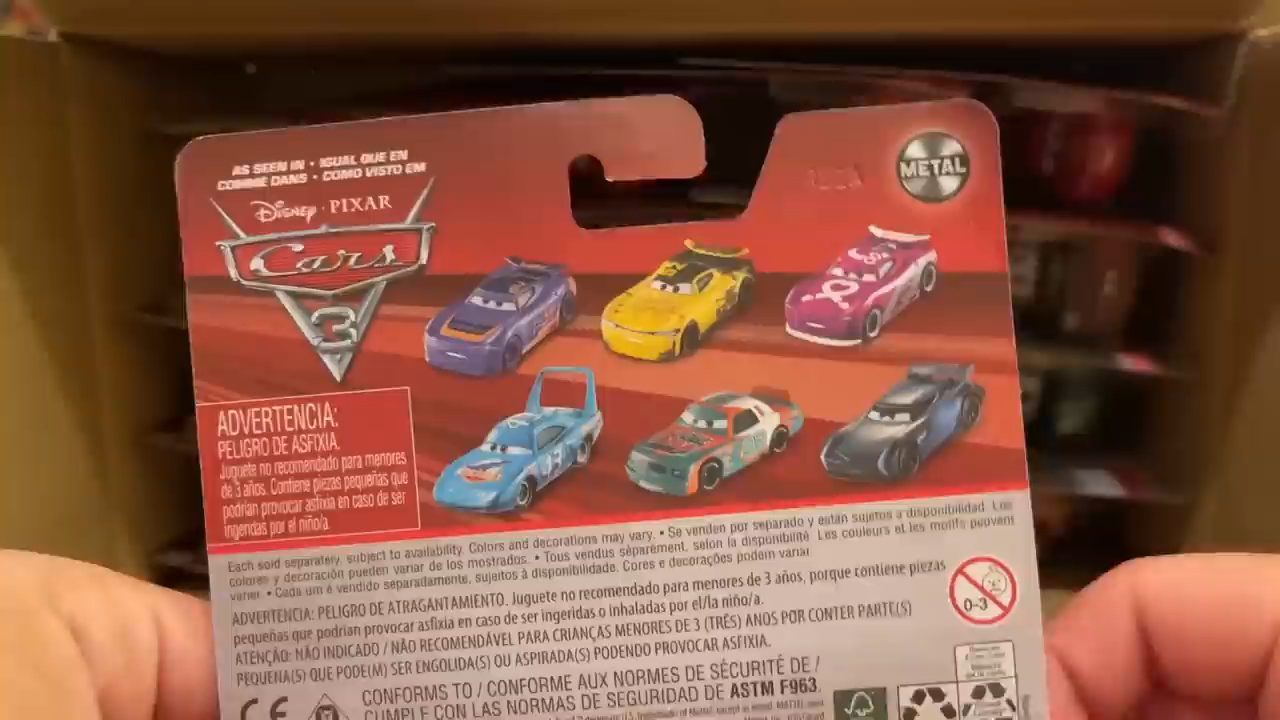 AS SEEN IN • IGUAL QUE EN
COMME DANS • COMO VISTO EM
DISNEY • PIXAR
Cars
3
METAL
ADVERTENCIA:
PELIGRO DE ASFIXIA.
Juguete no recomendado para menores
de 3 años. Contiene piezas pequeñas que
podrían provocar asfixia en caso de ser
ingeridas por el niño/a.
Each sold separately, subject to availability. Colors and decorations may vary. • Se venden por separado y están sujetos a disponibilidad. Los
colores y decoración pueden variar de los mostrados. • Tous vendus séparément, selon la disponibilité. Les couleurs et les motifs peuvent
varier. • Cada um é vendido separadamente, sujeitos à disponibilidade. Cores e decorações podem variar.
ADVERTENCIA: PELIGRO DE ATRAGANTAMIENTO. Juguete no recomendado para menores de 3 años, porque contiene piezas
pequeñas que podrían provocar asfixia en caso de ser ingeridas o inhaladas por el/la niño/a.
ATENÇÃO: NÃO INDICADO / NÃO RECOMENDÁVEL PARA CRIANÇAS MENORES DE 3 (TRÊS) ANOS POR CONTER PARTE(S)
PEQUENA(S) QUE PODE(M) SER ENGOLIDA(S) OU ASPIRADA(S) PODENDO PROVOCAR ASFIXIA.
0-3
CONFORMS TO / CONFORME AUX NORMES DE SÉCURITÉ DE /
CUMPLE CON LAS NORMAS DE SEGURIDAD DE ASTM F963.
CE